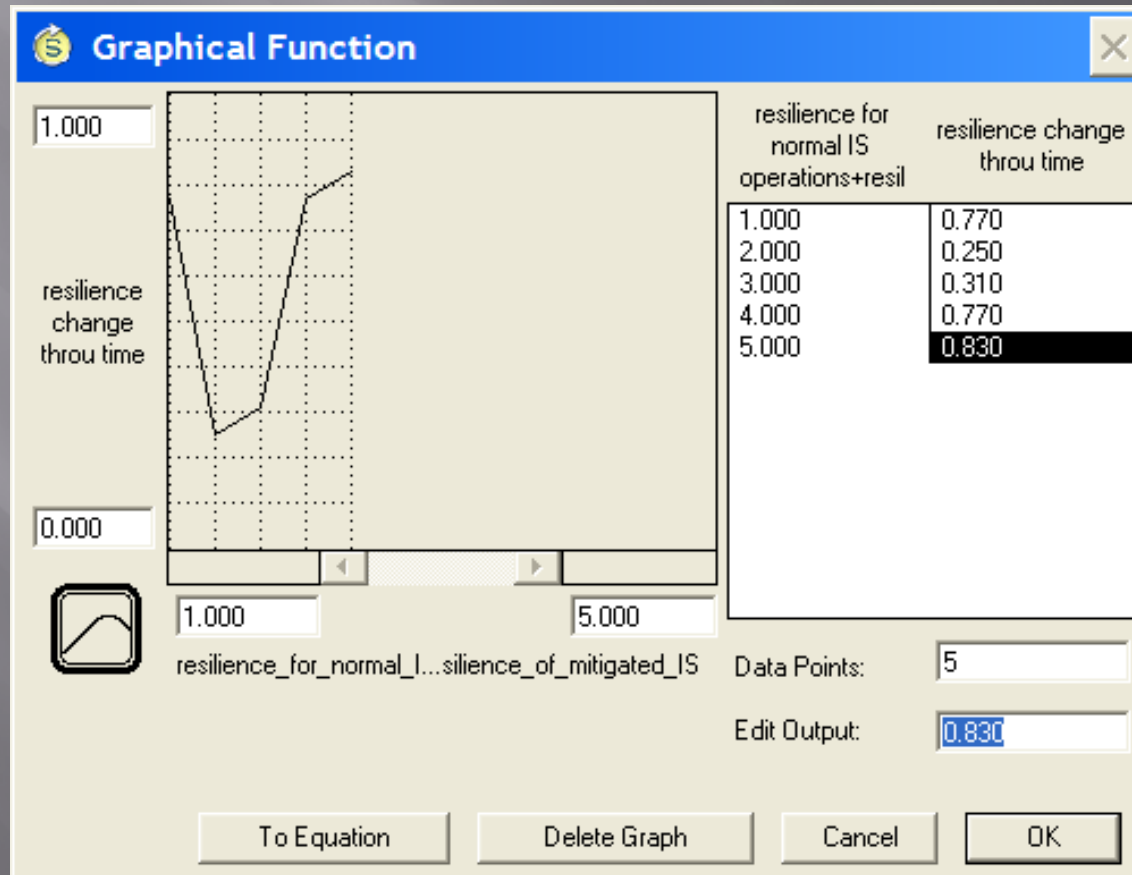 Graphical Function
1.000
resilience
change
throu time
0.000
1.000
5.000
resilience_for_normal_I...silience_of_mitigated_IS
resilience for
normal IS
operations+resil
resilience change
throu time
1.000 0.770
2.000 0.250
3.000 0.310
4.000 0.770
5.000 0.830
Data Points: 5
Edit Output: 0.830
To Equation
Delete Graph
Cancel
OK